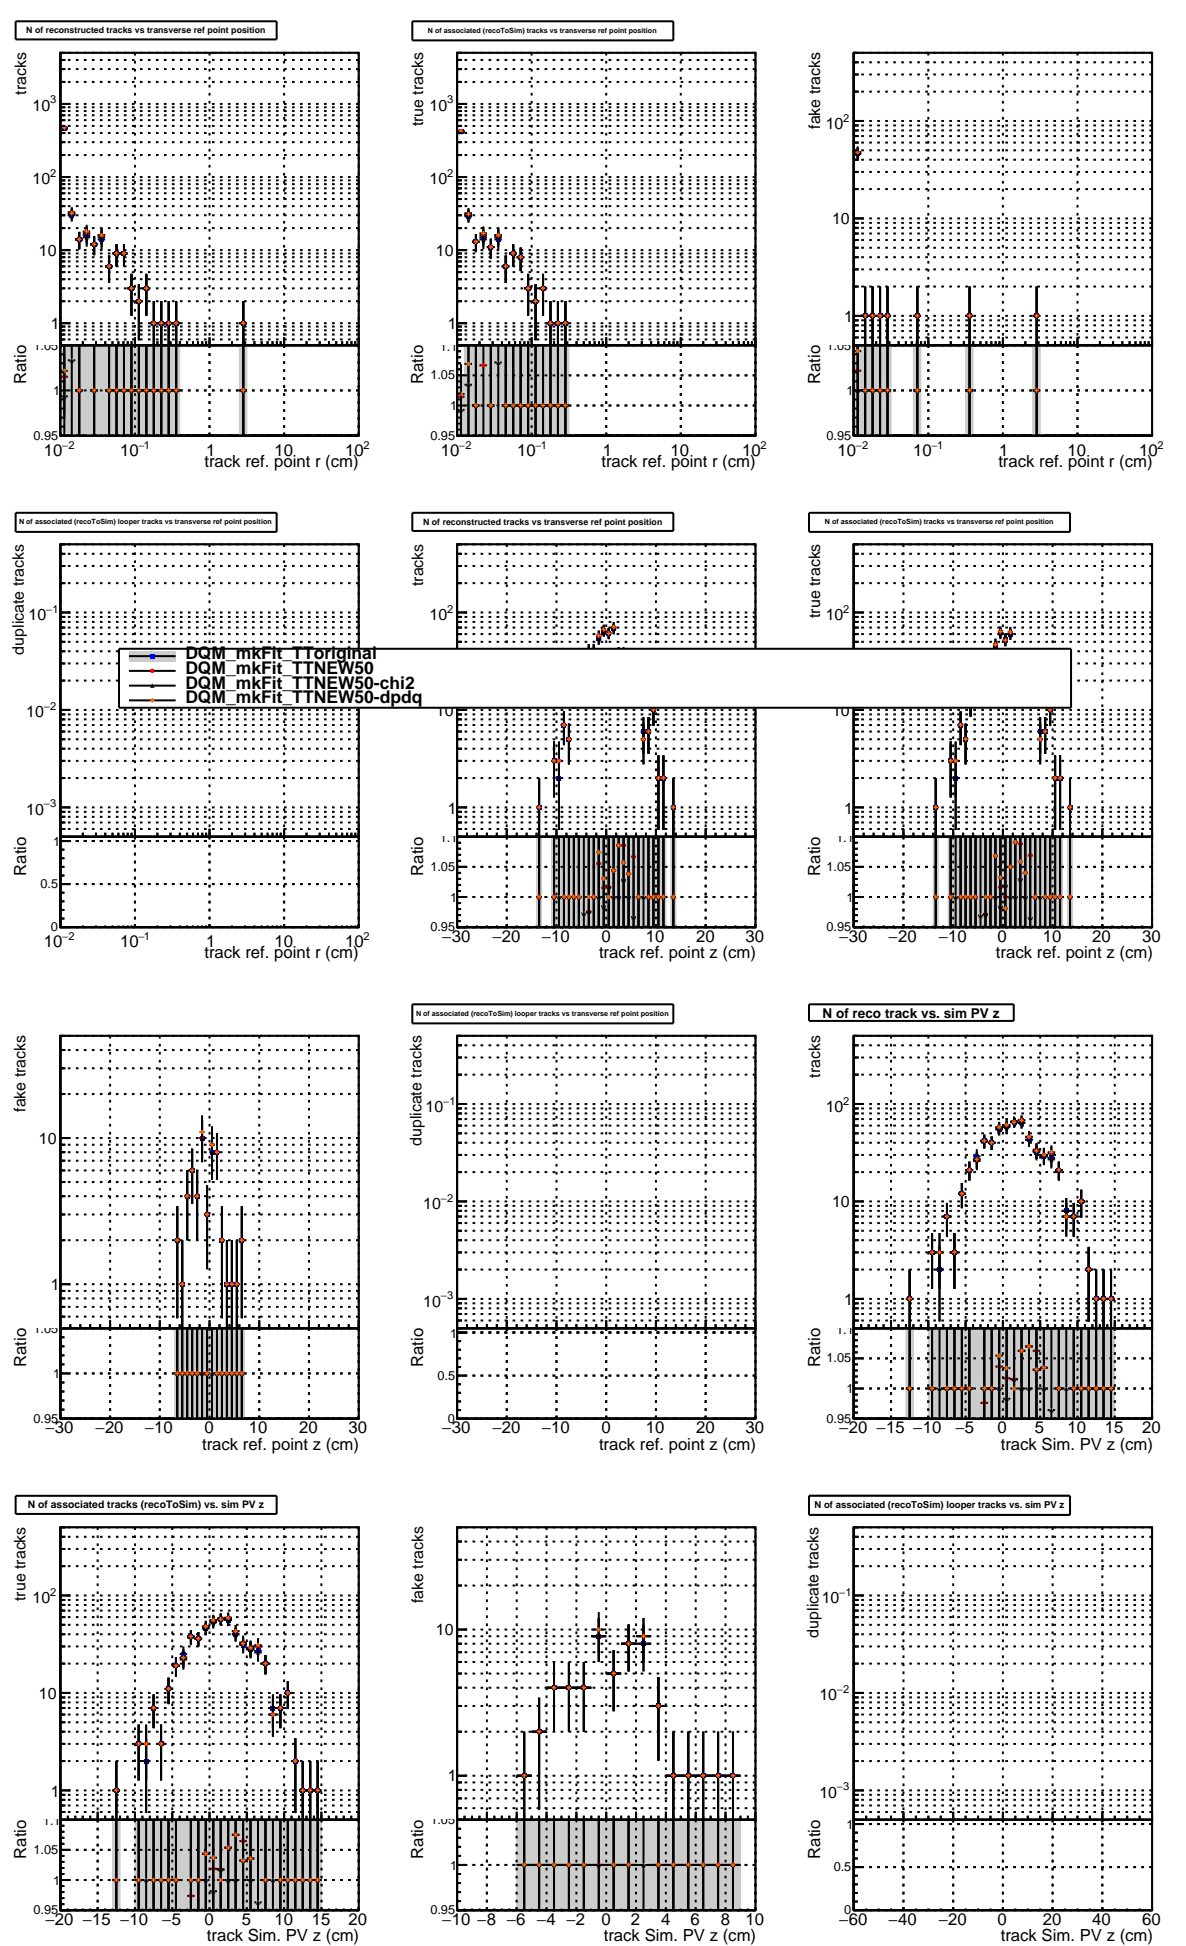 N of reconstructed tracks vs transverse ref point position
tracks
10³
10²
10
1
Ratio
1.05
1
0.95
10⁻² 10⁻¹ 1 10 10²
track ref. point r (cm)
N of associated (recoToSim) tracks vs transverse ref point position
true tracks
10³
10²
10
1
Ratio
1.1
1.05
1
0.95
10⁻² 10⁻¹ 1 10 10²
track ref. point r (cm)
fake tracks
10²
10
1
Ratio
1.05
1
0.95
10⁻² 10⁻¹ 1 10 10²
track ref. point r (cm)
N of associated (recoToSim) looper tracks vs transverse ref point position
duplicate tracks
10⁻¹
10⁻²
10⁻³
Ratio
1
0.5
0
10⁻² 10⁻¹ 1 10 10²
track ref. point r (cm)
N of reconstructed tracks vs transverse ref point position
tracks
10²
10
1
Ratio
1.1
1.05
1
0.95
−30 −20 −10 0 10 20 30
track ref. point z (cm)
N of associated (recoToSim) tracks vs transverse ref point position
true tracks
10²
10
1
Ratio
1.1
1.05
1
0.95
−30 −20 −10 0 10 20 30
track ref. point z (cm)
DQM_mkFit_TToriginal
DQM_mkFit_TTNEW50
DQM_mkFit_TTNEW50-chi2
DQM_mkFit_TTNEW50-dpdq
fake tracks
10
1
Ratio
1.05
1
0.95
−30 −20 −10 0 10 20 30
track ref. point z (cm)
N of associated (recoToSim) looper tracks vs transverse ref point position
duplicate tracks
10⁻¹
10⁻²
10⁻³
Ratio
1
0.5
0
−30 −20 −10 0 10 20 30
track ref. point z (cm)
N of reco track vs. sim PV z
tracks
10²
10
1
Ratio
1.1
1.05
1
0.95
−20 −15 −10 −5 0 5 10 15 20
track Sim. PV z (cm)
N of associated tracks (recoToSim) vs. sim PV z
true tracks
10²
10
1
Ratio
1.1
1.05
1
0.95
−20 −15 −10 −5 0 5 10 15 20
track Sim. PV z (cm)
fake tracks
10
1
Ratio
1.05
1
0.95
−10 −8 −6 −4 −2 0 2 4 6 8 10
track Sim. PV z (cm)
N of associated (recoToSim) looper tracks vs. sim PV z
duplicate tracks
10⁻¹
10⁻²
10⁻³
Ratio
1
0.5
0
−60 −40 −20 0 20 40 60
track Sim. PV z (cm)